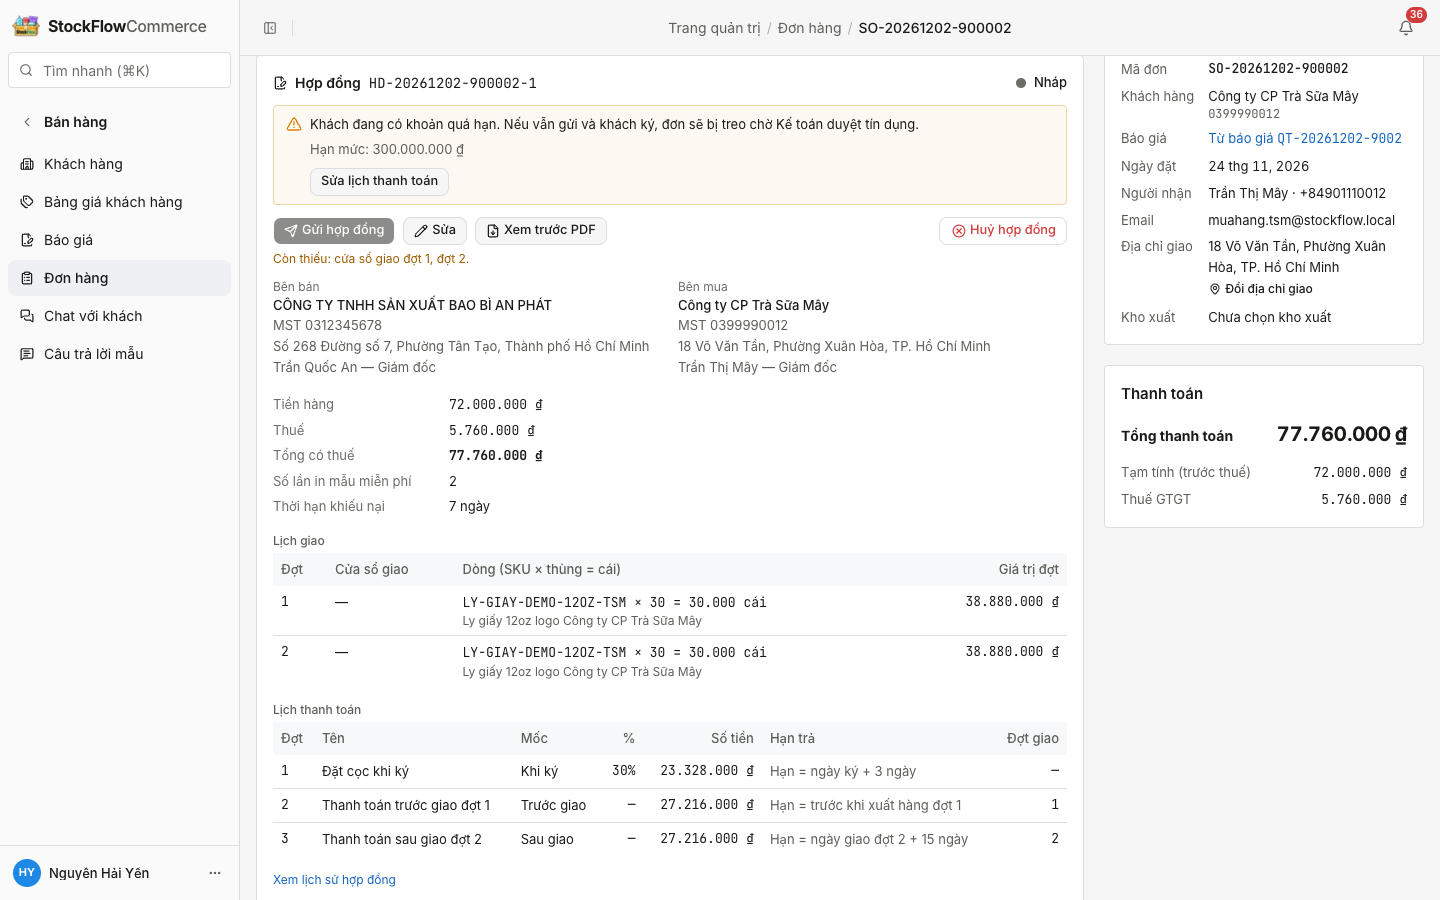 StockFlowCommerce
Tìm nhanh (⌘K)
Bán hàng
Khách hàng
Bảng giá khách hàng
Báo giá
Đơn hàng
Chat với khách
Câu trả lời mẫu
HY Nguyễn Hải Yến
Trang quản trị / Đơn hàng / SO-20261202-900002
36
Hợp đồng HD-20261202-900002-1
Nháp
Khách đang có khoản quá hạn. Nếu vẫn gửi và khách ký, đơn sẽ bị treo chờ Kế toán duyệt tín dụng.
Hạn mức: 300.000.000 ₫
Sửa lịch thanh toán
Gửi hợp đồng Sửa Xem trước PDF Huỷ hợp đồng
Còn thiếu: cửa sổ giao đợt 1, đợt 2.
Bên bán
CÔNG TY TNHH SẢN XUẤT BAO BÌ AN PHÁT
MST 0312345678
Số 268 Đường số 7, Phường Tân Tạo, Thành phố Hồ Chí Minh
Trần Quốc An — Giám đốc
Bên mua
Công ty CP Trà Sữa Mây
MST 0399990012
18 Võ Văn Tần, Phường Xuân Hòa, TP. Hồ Chí Minh
Trần Thị Mây — Giám đốc
Tiền hàng 72.000.000 ₫
Thuế 5.760.000 ₫
Tổng có thuế 77.760.000 ₫
Số lần in mẫu miễn phí 2
Thời hạn khiếu nại 7 ngày
Lịch giao
Đợt Cửa sổ giao Dòng (SKU × thùng = cái) Giá trị đợt
1 — LY-GIAY-DEMO-12OZ-TSM × 30 = 30.000 cái 38.880.000 ₫
Ly giấy 12oz logo Công ty CP Trà Sữa Mây
2 — LY-GIAY-DEMO-12OZ-TSM × 30 = 30.000 cái 38.880.000 ₫
Ly giấy 12oz logo Công ty CP Trà Sữa Mây
Lịch thanh toán
Đợt Tên Mốc % Số tiền Hạn trả Đợt giao
1 Đặt cọc khi ký Khi ký 30% 23.328.000 ₫ Hạn = ngày ký + 3 ngày —
2 Thanh toán trước giao đợt 1 Trước giao — 27.216.000 ₫ Hạn = trước khi xuất hàng đợt 1 1
3 Thanh toán sau giao đợt 2 Sau giao — 27.216.000 ₫ Hạn = ngày giao đợt 2 + 15 ngày 2
Xem lịch sử hợp đồng
Mã đơn SO-20261202-900002
Khách hàng Công ty CP Trà Sữa Mây
0399990012
Báo giá Từ báo giá QT-20261202-9002
Ngày đặt 24 thg 11, 2026
Người nhận Trần Thị Mây · +84901110012
Email muahang.tsm@stockflow.local
Địa chỉ giao 18 Võ Văn Tần, Phường Xuân
Hòa, TP. Hồ Chí Minh
Đổi địa chỉ giao
Kho xuất Chưa chọn kho xuất
Thanh toán
Tổng thanh toán 77.760.000 ₫
Tạm tính (trước thuế) 72.000.000 ₫
Thuế GTGT 5.760.000 ₫